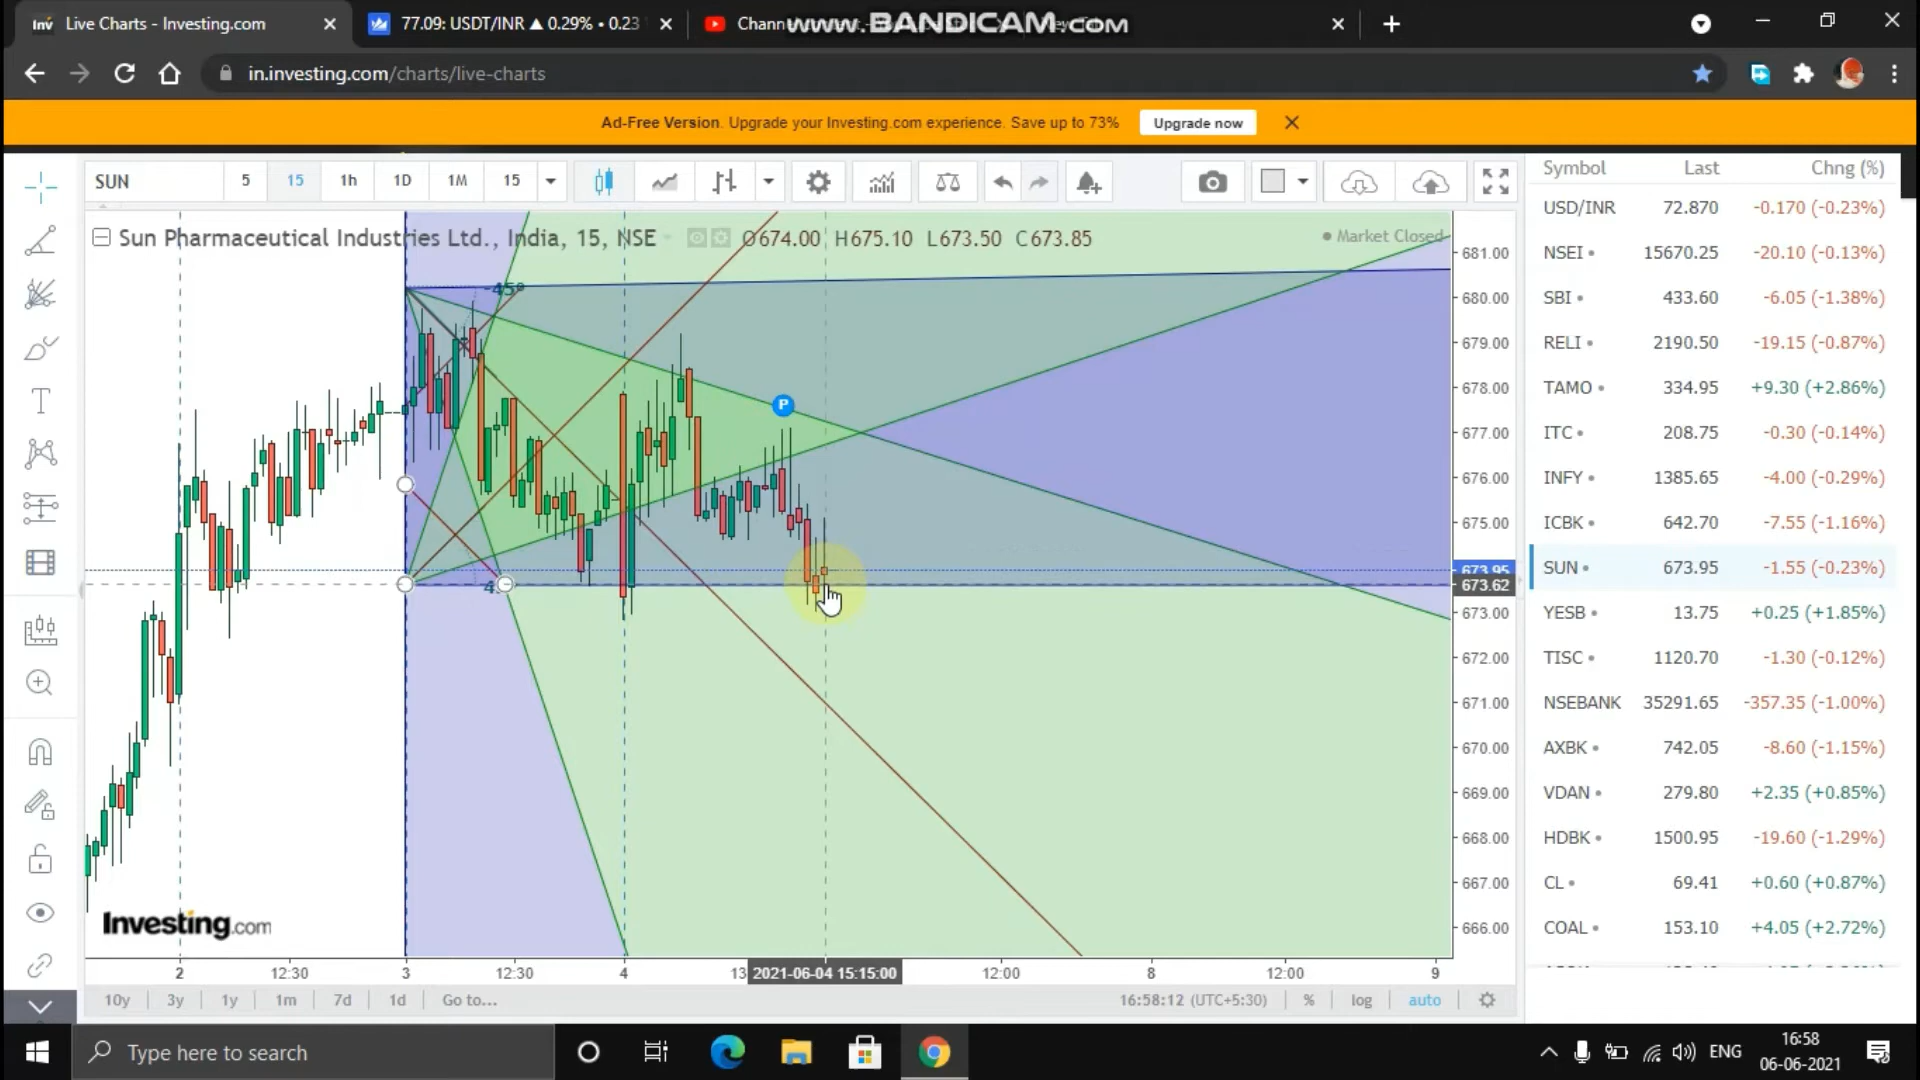 Live Charts - Investing.com
77.09: USDT/INR ▲ 0.29% • 0.23
Chann
www.BANDICAM.com
in.investing.com/charts/live-charts
Ad-Free Version. Upgrade your Investing.com experience. Save up to 73%
Upgrade now
SUN
5
15
1h
1D
1M
15
Sun Pharmaceutical Industries Ltd., India, 15, NSE
O674.00 H675.10 L673.50 C673.85
Market Closed
-45º
P
681.00
680.00
679.00
678.00
677.00
676.00
675.00
673.95
673.62
673.00
672.00
671.00
670.00
669.00
668.00
667.00
666.00
Investing.com
2
12:30
3
12:30
4
13
2021-06-04 15:15:00
12:00
8
12:00
9
10y
3y
1y
1m
7d
1d
Go to...
16:58:12 (UTC+5:30)
%
log
auto
Symbol Last Chng (%)
USD/INR 72.870 -0.170 (-0.23%)
NSEI 15670.25 -20.10 (-0.13%)
SBI 433.60 -6.05 (-1.38%)
RELI 2190.50 -19.15 (-0.87%)
TAMO 334.95 +9.30 (+2.86%)
ITC 208.75 -0.30 (-0.14%)
INFY 1385.65 -4.00 (-0.29%)
ICBK 642.70 -7.55 (-1.16%)
SUN 673.95 -1.55 (-0.23%)
YESB 13.75 +0.25 (+1.85%)
TISC 1120.70 -1.30 (-0.12%)
NSEBANK 35291.65 -357.35 (-1.00%)
AXBK 742.05 -8.60 (-1.15%)
VDAN 279.80 +2.35 (+0.85%)
HDBK 1500.95 -19.60 (-1.29%)
CL 69.41 +0.60 (+0.87%)
COAL 153.10 +4.05 (+2.72%)
Type here to search
ENG
16:58
06-06-2021